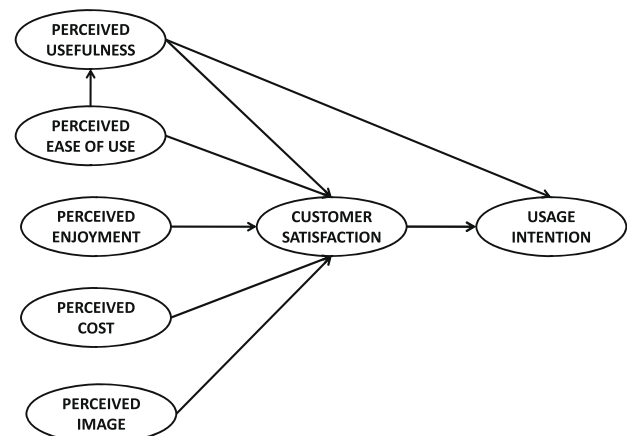 PERCEIVED
USEFULNESS
PERCEIVED
EASE OF USE
PERCEIVED
ENJOYMENT
CUSTOMER
SATISFACTION
USAGE
INTENTION
PERCEIVED
COST
PERCEIVED
IMAGE